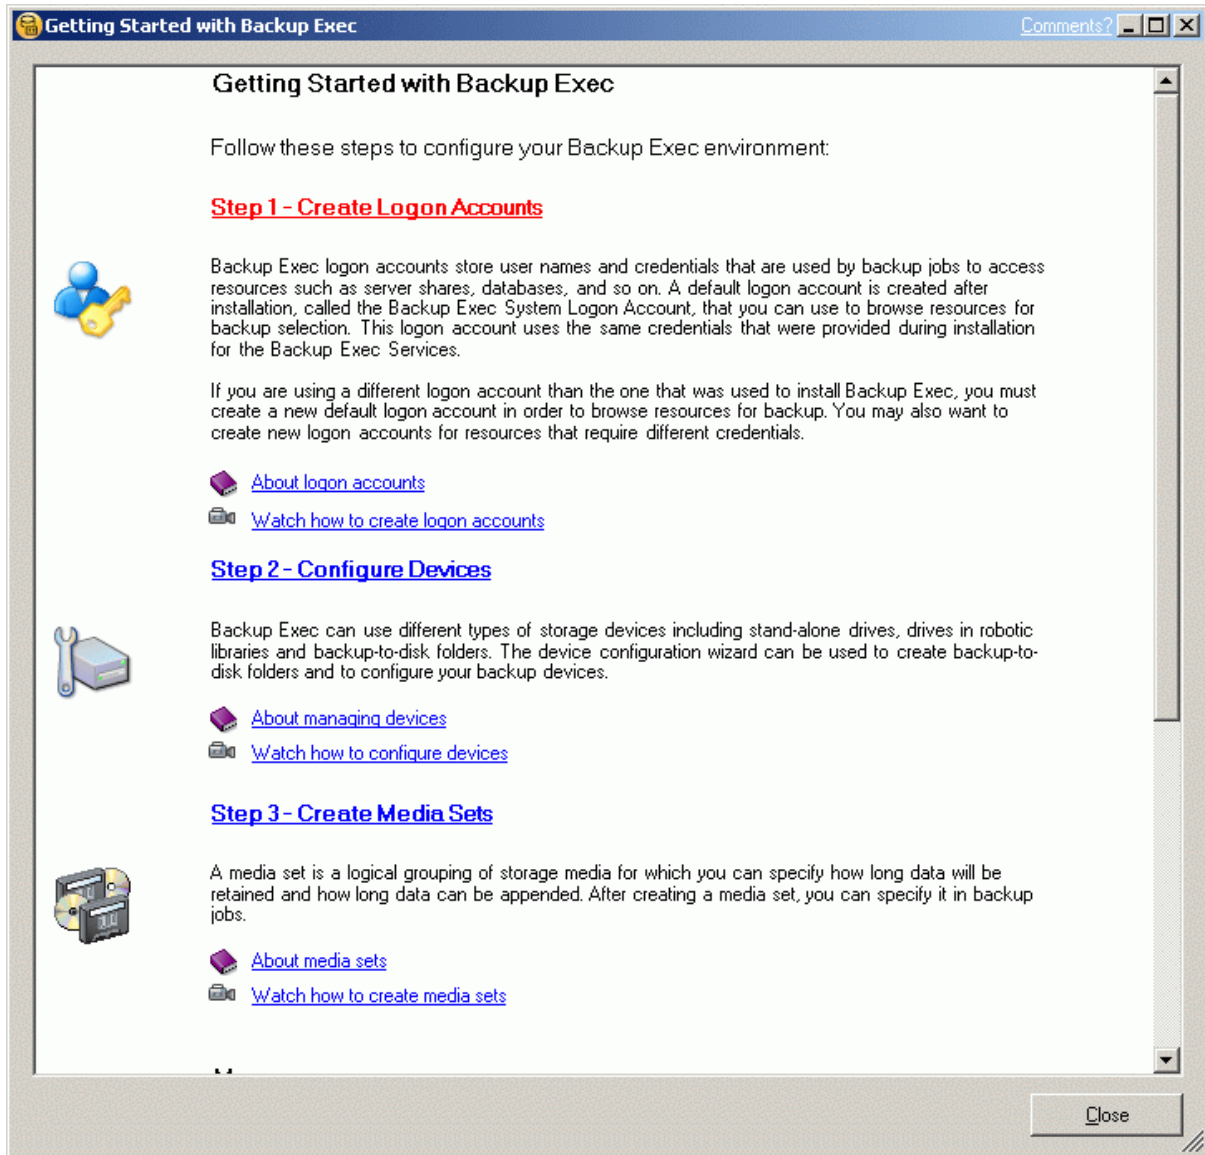 Getting Started with Backup Exec
Comments?
Getting Started with Backup Exec
Follow these steps to configure your Backup Exec environment:
Step 1 - Create Logon Accounts
Backup Exec logon accounts store user names and credentials that are used by backup jobs to access
resources such as server shares, databases, and so on. A default logon account is created after
installation, called the Backup Exec System Logon Account, that you can use to browse resources for
backup selection. This logon account uses the same credentials that were provided during installation
for the Backup Exec Services.
If you are using a different logon account than the one that was used to install Backup Exec, you must
create a new default logon account in order to browse resources for backup. You may also want to
create new logon accounts for resources that require different credentials.
About logon accounts
Watch how to create logon accounts
Step 2 - Configure Devices
Backup Exec can use different types of storage devices including stand-alone drives, drives in robotic
libraries and backup-to-disk folders. The device configuration wizard can be used to create backup-to-
disk folders and to configure your backup devices.
About managing devices
Watch how to configure devices
Step 3 - Create Media Sets
A media set is a logical grouping of storage media for which you can specify how long data will be
retained and how long data can be appended. After creating a media set, you can specify it in backup
jobs.
About media sets
Watch how to create media sets
Close